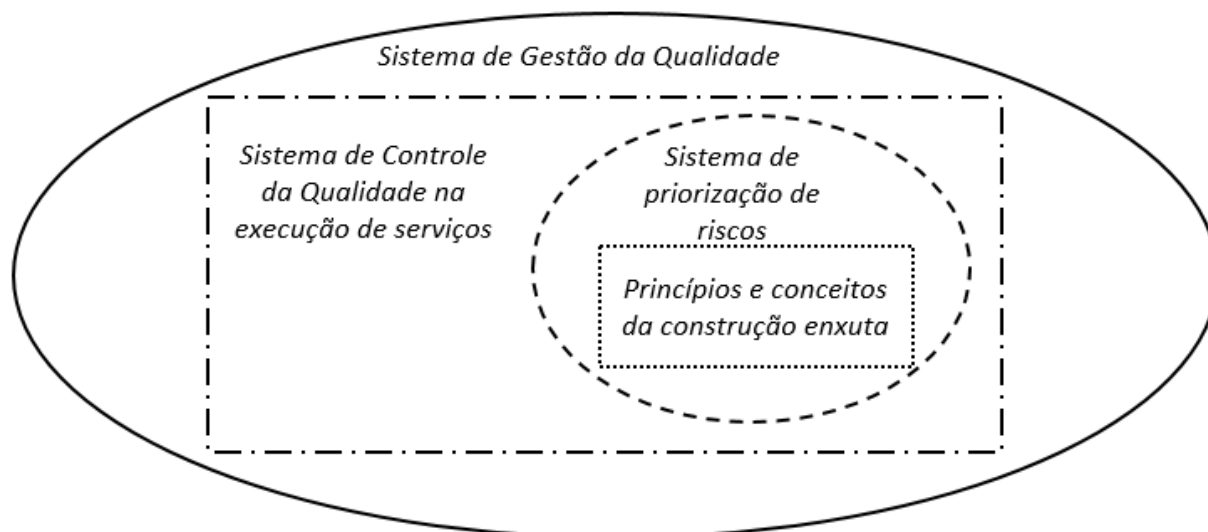 Sistema de Gestão da Qualidade
Sistema de Controle
da Qualidade na
execução de serviços
Sistema de
priorização de
riscos
Princípios e conceitos
da construção enxuta